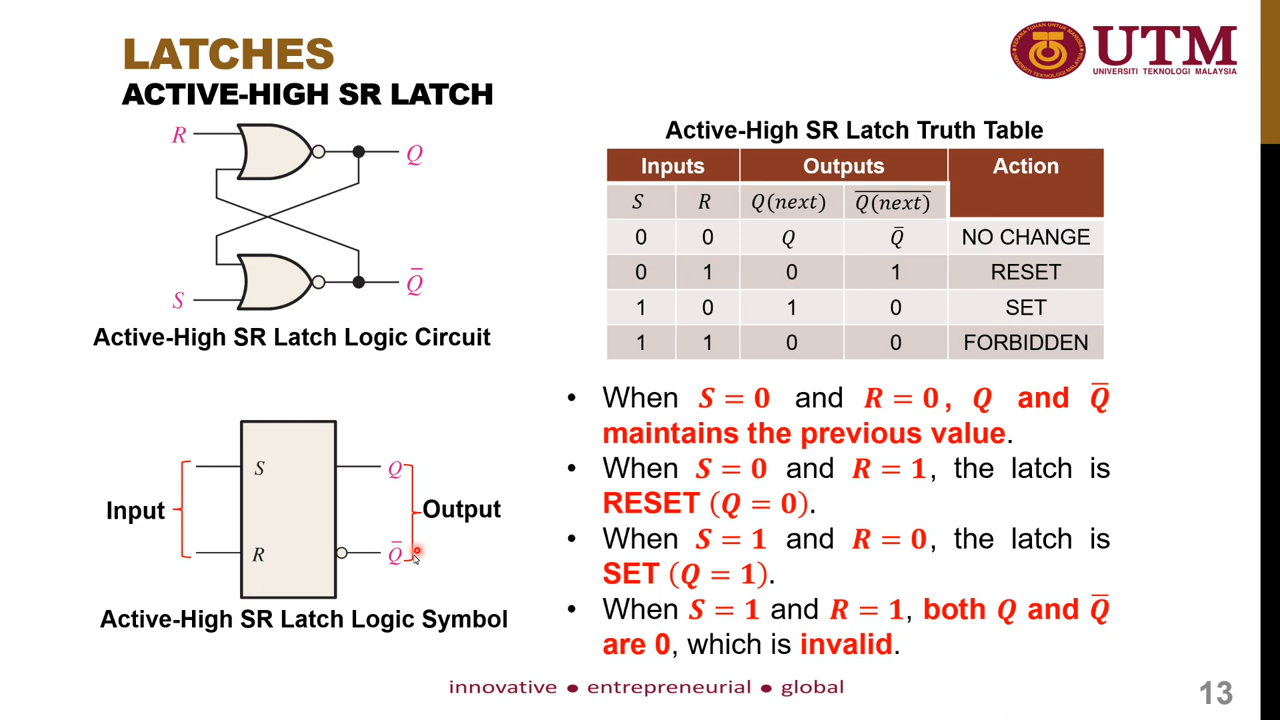 LATCHES
ACTIVE-HIGH SR LATCH
UTM
UNIVERSITI TEKNOLOGI MALAYSIA
R
Q
Q̅
S
Active-High SR Latch Logic Circuit
Input
S
R
Q
Q̅
Output
Active-High SR Latch Logic Symbol
Active-High SR Latch Truth Table
Inputs Outputs Action
S R Q(next) Q(next)̅
0 0 Q Q̅ NO CHANGE
0 1 0 1 RESET
1 0 1 0 SET
1 1 0 0 FORBIDDEN
• When S = 0 and R = 0, Q and Q̅
maintains the previous value.
• When S = 0 and R = 1, the latch is
RESET (Q = 0).
• When S = 1 and R = 0, the latch is
SET (Q = 1).
• When S = 1 and R = 1, both Q and Q̅
are 0, which is invalid.
innovative ● entrepreneurial ● global
13